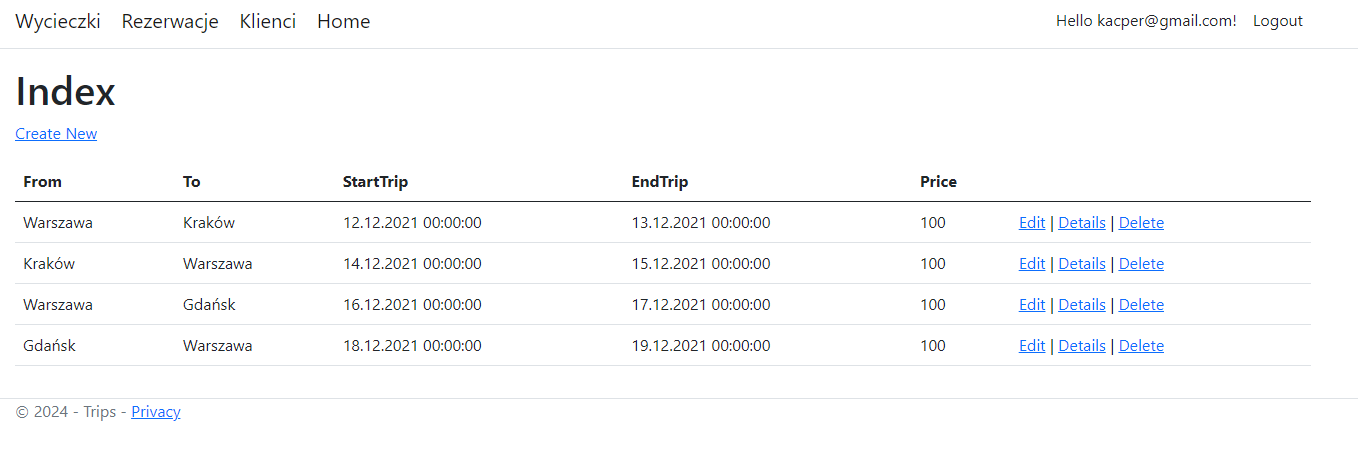 Wycieczki Rezerwacje Klienci Home Hello kacper@gmail.com! Logout
Index
Create New
From To StartTrip EndTrip Price
Warszawa Kraków 12.12.2021 00:00:00 13.12.2021 00:00:00 100 Edit | Details | Delete
Kraków Warszawa 14.12.2021 00:00:00 15.12.2021 00:00:00 100 Edit | Details | Delete
Warszawa Gdańsk 16.12.2021 00:00:00 17.12.2021 00:00:00 100 Edit | Details | Delete
Gdańsk Warszawa 18.12.2021 00:00:00 19.12.2021 00:00:00 100 Edit | Details | Delete
© 2024 - Trips - Privacy